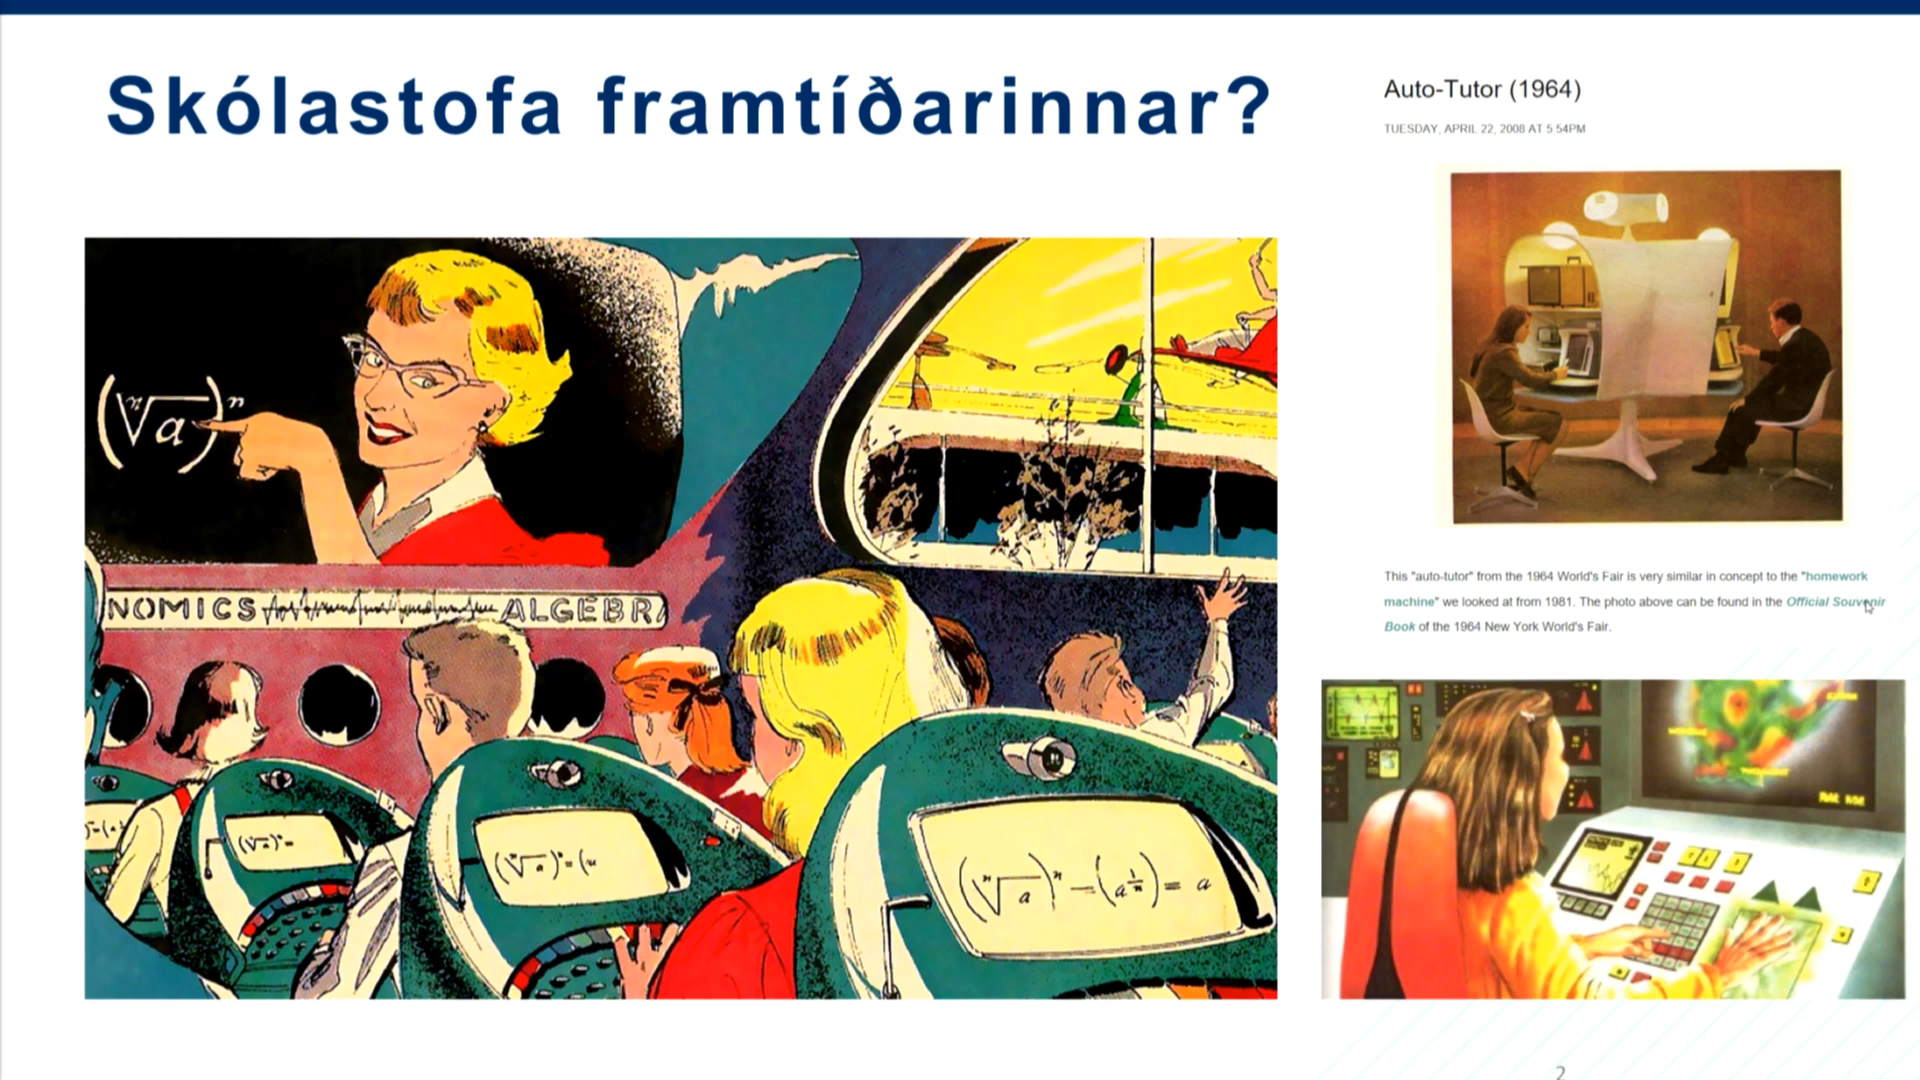 Skólastofa framtíðarinnar?
Auto-Tutor (1964)
TUESDAY, APRIL 22, 2008 AT 5:54PM
This "auto-tutor" from the 1964 World's Fair is very similar in concept to the "homework
machine" we looked at from 1981. The photo above can be found in the Official Souvenir
Book of the 1964 New York World's Fair.
(ⁿ√a)ⁿ
NOMICS ALGEBRA
(ⁿ√a)ⁿ=
(ⁿ√a)ⁿ=(a
(ⁿ√a)ⁿ—(a^1/n)= a
2